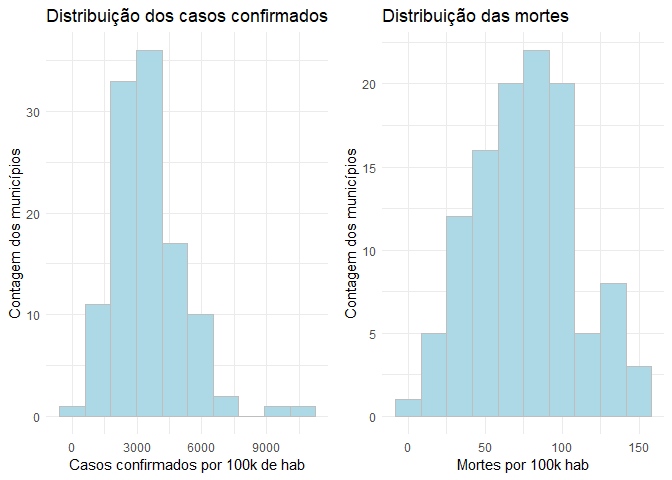 Distribuição dos casos confirmados
Contagem dos municípios
30
20
10
0
0 3000 6000 9000
Casos confirmados por 100k de hab
Distribuição das mortes
Contagem dos municípios
20
15
10
5
0
0 50 100 150
Mortes por 100k hab